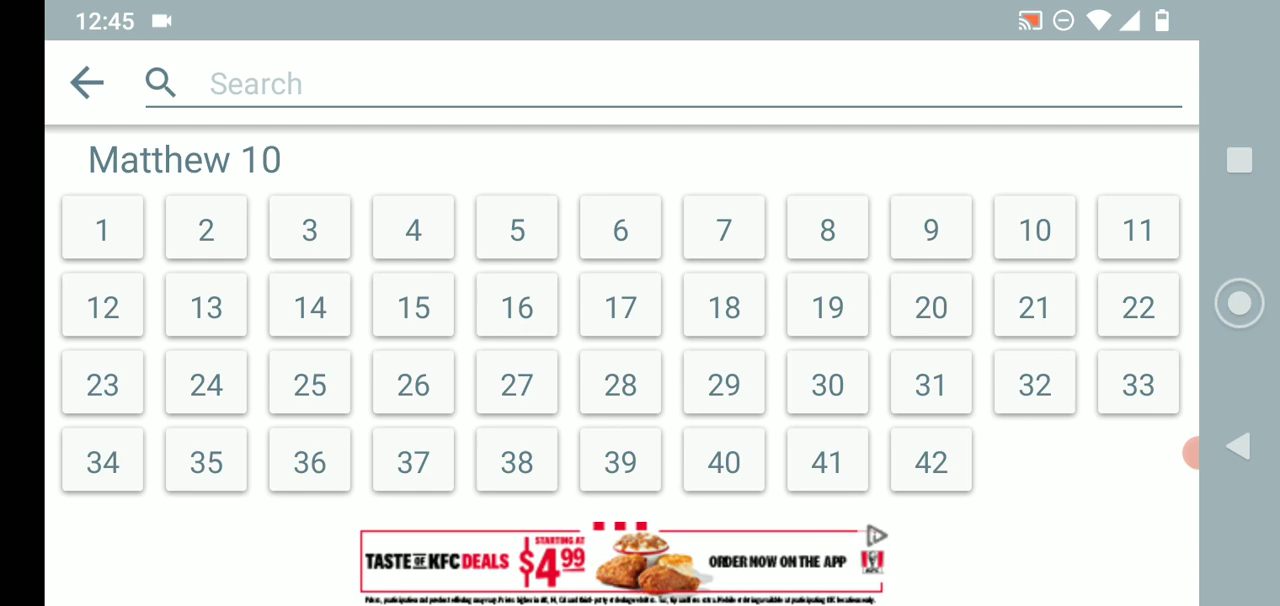 12:45
Search
Matthew 10
1 2 3 4 5 6 7 8 9 10 11
12 13 14 15 16 17 18 19 20 21 22
23 24 25 26 27 28 29 30 31 32 33
34 35 36 37 38 39 40 41 42
TASTE OF KFC DEALS STARTING AT $4.99 ORDER NOW ON THE APP KFC